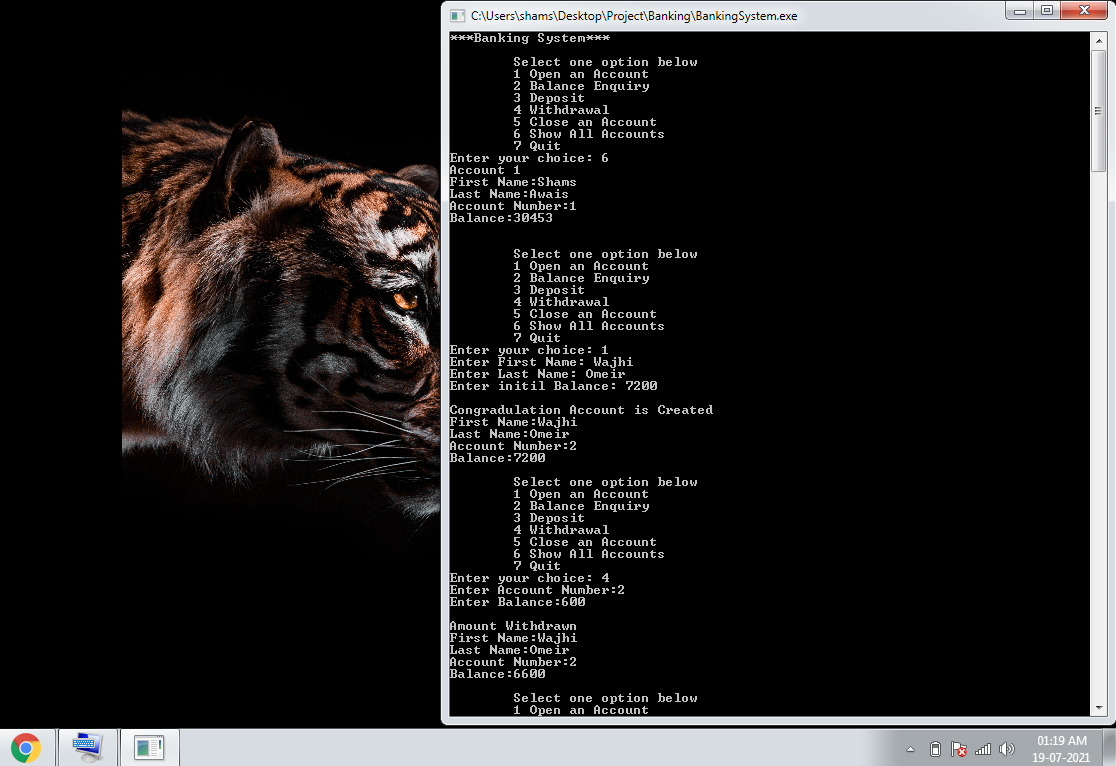 C:\Users\shams\Desktop\Project\Banking\BankingSystem.exe
***Banking System***
Select one option below
1 Open an Account
2 Balance Enquiry
3 Deposit
4 Withdrawal
5 Close an Account
6 Show All Accounts
7 Quit
Enter your choice: 6
Account 1
First Name:Shams
Last Name:Awais
Account Number:1
Balance:30453
Select one option below
1 Open an Account
2 Balance Enquiry
3 Deposit
4 Withdrawal
5 Close an Account
6 Show All Accounts
7 Quit
Enter your choice: 1
Enter First Name: Wajhi
Enter Last Name: Omeir
Enter initil Balance: 7200
Congradulation Account is Created
First Name:Wajhi
Last Name:Omeir
Account Number:2
Balance:7200
Select one option below
1 Open an Account
2 Balance Enquiry
3 Deposit
4 Withdrawal
5 Close an Account
6 Show All Accounts
7 Quit
Enter your choice: 4
Enter Account Number:2
Enter Balance:600
Amount Withdrawn
First Name:Wajhi
Last Name:Omeir
Account Number:2
Balance:6600
Select one option below
1 Open an Account
01:19 AM
19-07-2021